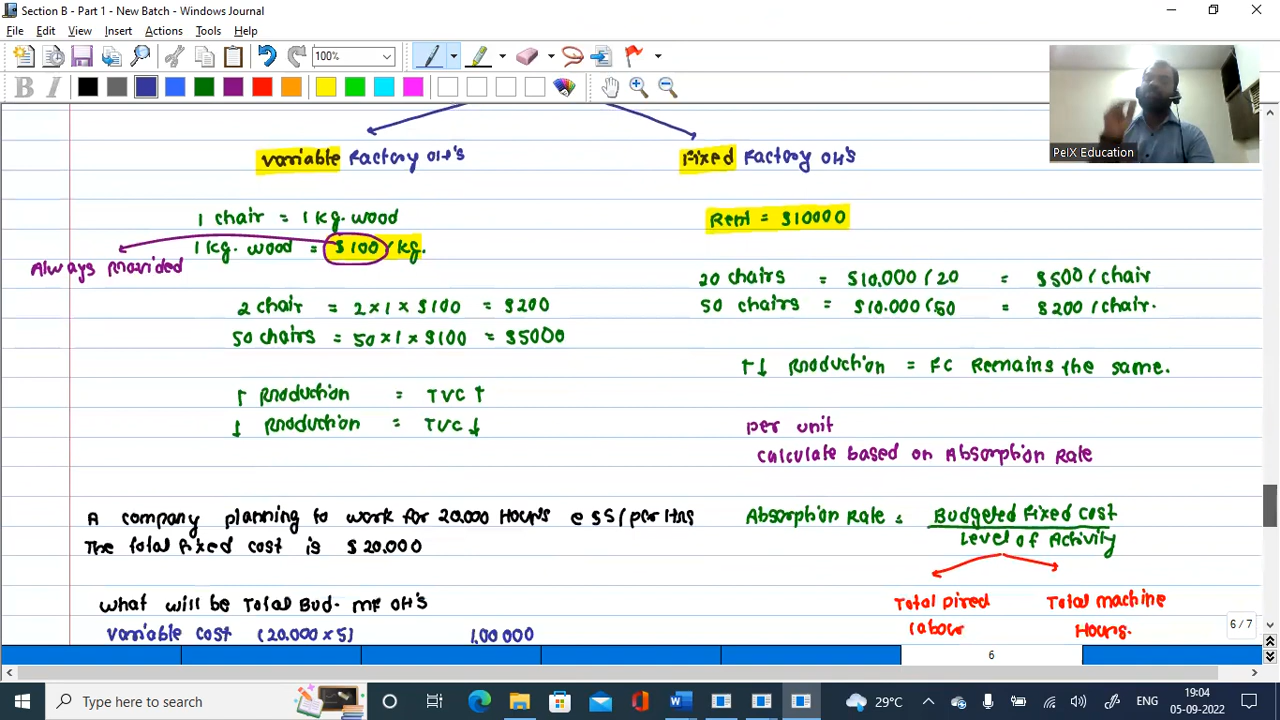 Section B - Part 1 - New Batch - Windows Journal
File Edit View Insert Actions Tools Help
100%
B I
PelX Education
Variable Factory OH's
Fixed Factory OH's
1 chair = 1 kg. wood
1 kg. wood = $100/kg.
Always provided
Rent = $10000
2 chair = 2x1x $100 = $200
50 chairs = 50x1x $100 = $5000
20 chairs = $10.000/20 = $500/chair
50 chairs = $10.000/50 = $200/chair.
↑ production = TVC ↑
↓ production = TVC ↓
↑↓ production = FC Remains the same.
per unit
calculate based on Absorption Rate
A company planning to work for 20.000 Hours @ $5/per Hrs
The total fixed cost is $20.000
Absorption Rate = Budgeted Fixed Cost
Level of Activity
Total Dired labour
Total machine Hours.
What will be Total Bud. MF OH's
Variable cost (20.000 x 5) 1,00 000
6/7
6
Type here to search
29°C
ENG
19:04
05-09-2022